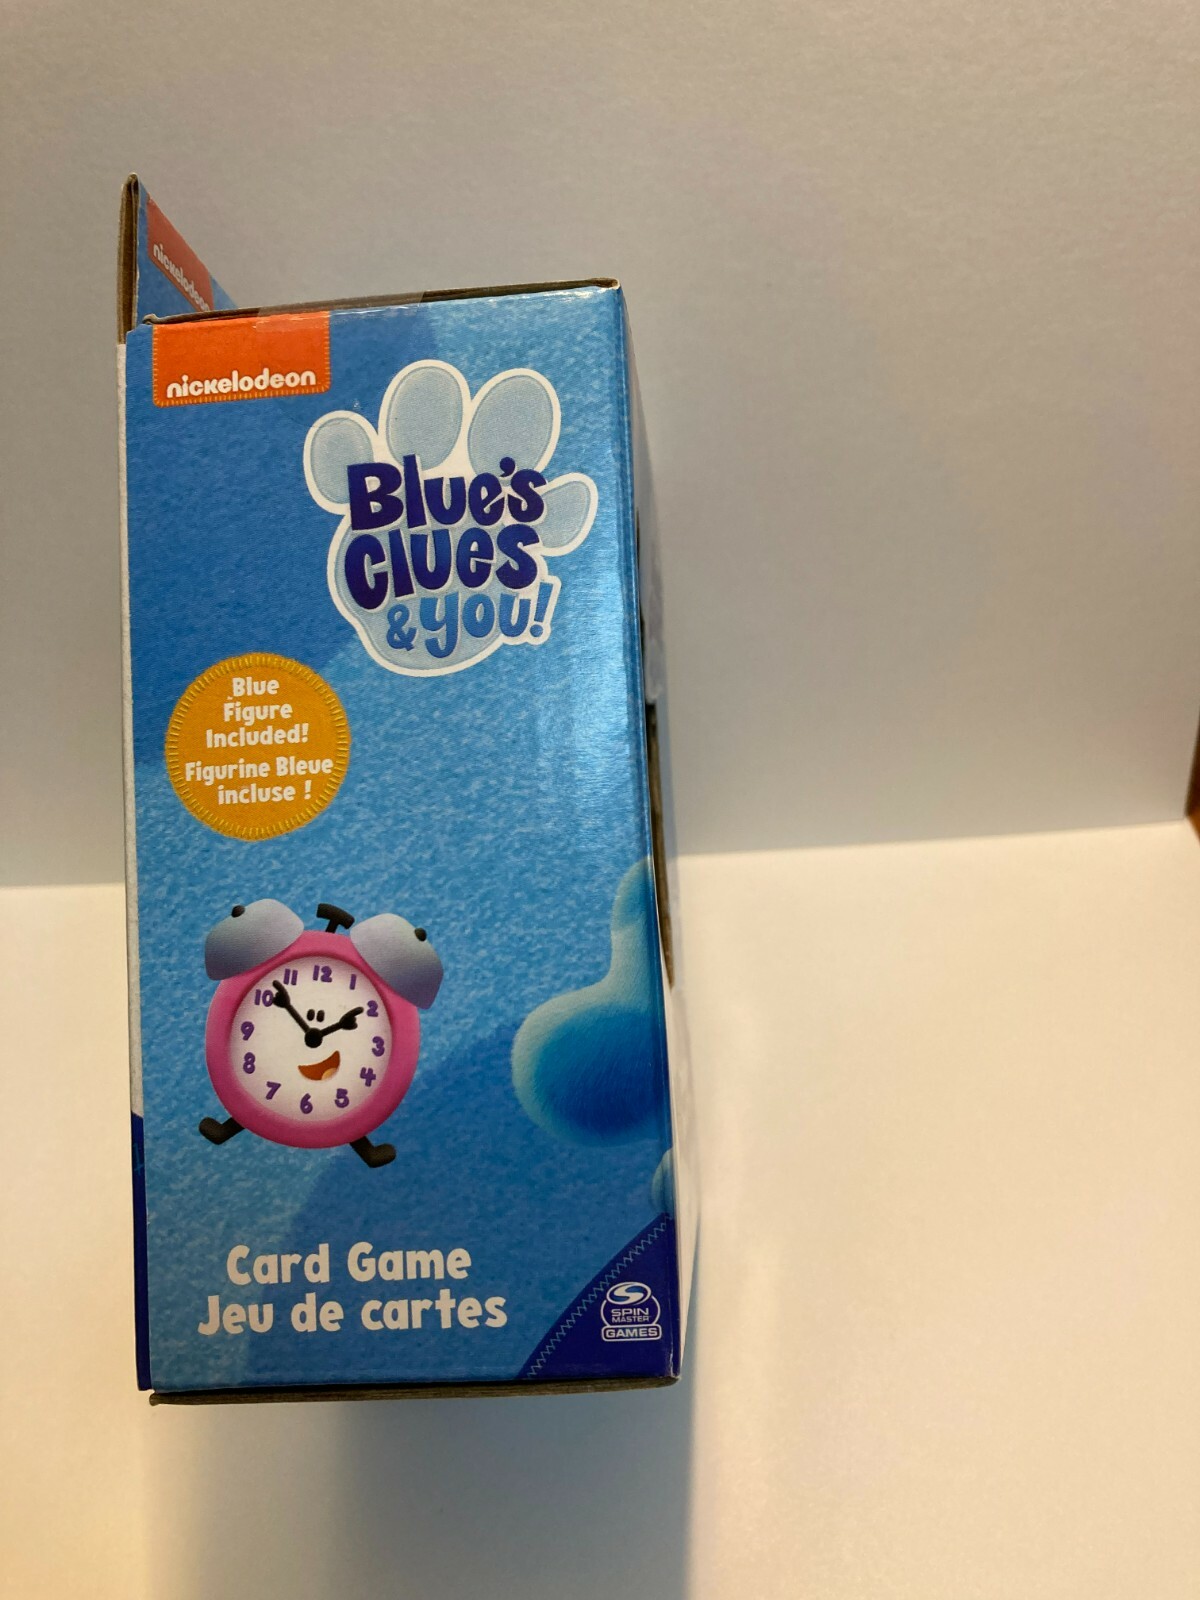 nickelodeon
nickelodeon
Blue's
Clues
& you!
Blue
Figure
Included!
Figurine Bleue
incluse !
11 12 1
10 2
9 3
8 4
7 6 5
Card Game
Jeu de cartes
SPIN
MASTER
GAMES